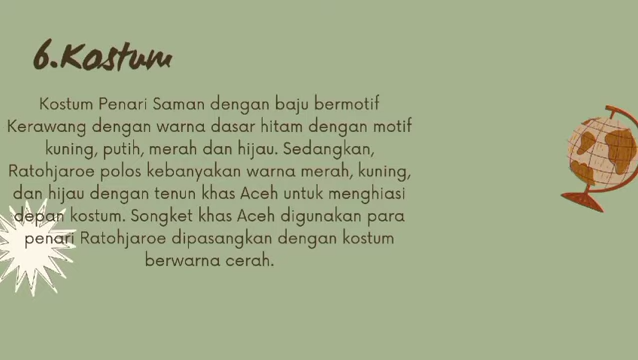 6.Kostum
Kostum Penari Saman dengan baju bermotif
Kerawang dengan warna dasar hitam dengan motif
kuning, putih, merah dan hijau. Sedangkan,
Ratohjaroe polos kebanyakan warna merah, kuning,
dan hijau dengan tenun khas Aceh untuk menghiasi
depan kostum. Songket khas Aceh digunakan para
penari Ratohjaroe dipasangkan dengan kostum
berwarna cerah.